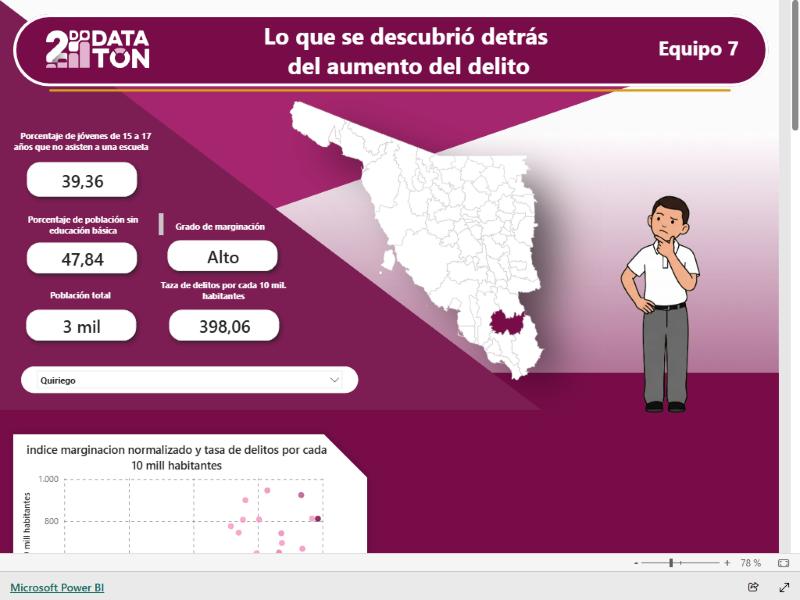 2DO DATA TÓN
Lo que se descubrió detrás
del aumento del delito
Equipo 7
Porcentaje de jóvenes de 15 a 17
años que no asisten a una escuela
39,36
Porcentaje de población sin
educación básica
47,84
Grado de marginación
Alto
Población total
3 mil
Taza de delitos por cada 10 mil.
habitantes
398,06
Quiriego
indice marginacion normalizado y tasa de delitos por cada
10 mill habitantes
1.000
800
mill habitantes
78 %
Microsoft Power BI